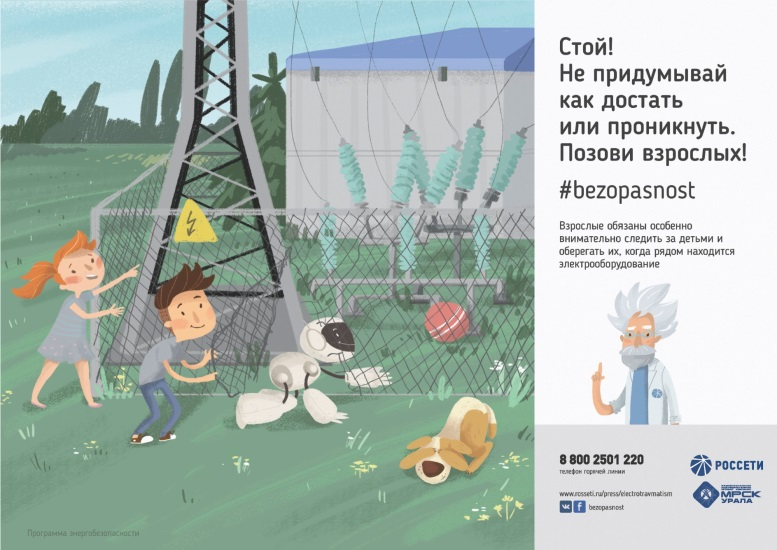 Стой!
Не придумывай
как достать
или проникнуть.
Позови взрослых!
#bezopasnost
Взрослые обязаны особенно
внимательно следить за детьми и
оберегать их, когда рядом находится
электрооборудование
8 800 2501 220
телефон горячей линии
РОССЕТИ
www.rosseti.ru/press/electrotravmatism
bezopasnost
МРСК
УРАЛА
Программа энергобезопасности